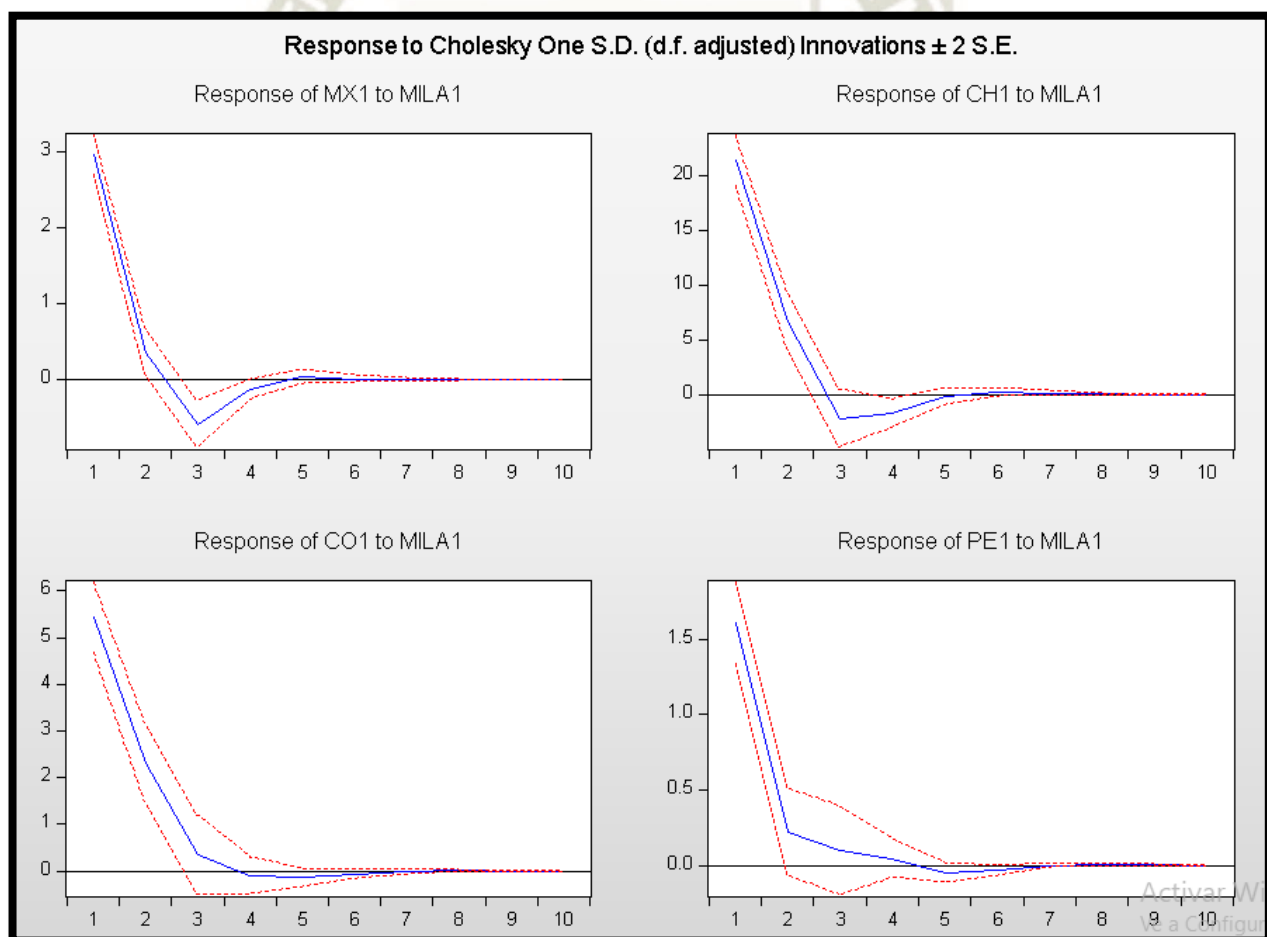 Response to Cholesky One S.D. (d.f. adjusted) Innovations ± 2 S.E.
Response of MX1 to MILA1
3
2
1
0
1 2 3 4 5 6 7 8 9 10
Response of CH1 to MILA1
20
15
10
5
0
1 2 3 4 5 6 7 8 9 10
Response of CO1 to MILA1
6
5
4
3
2
1
0
1 2 3 4 5 6 7 8 9 10
Response of PE1 to MILA1
1.5
1.0
0.5
0.0
1 2 3 4 5 6 7 8 9 10
Activar Wi
Ve a Configur